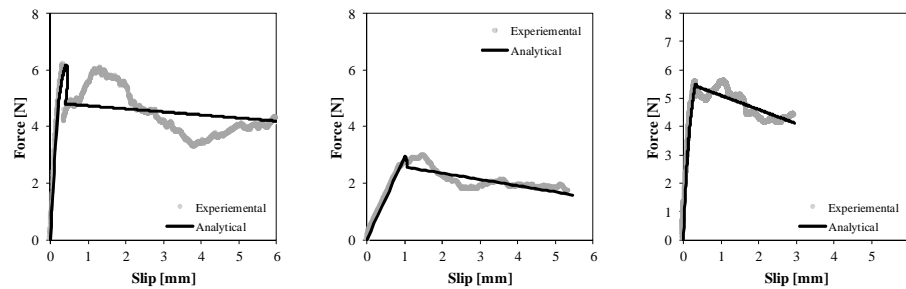 8
6
4
2
0
Force [N]
0 1 2 3 4 5 6
Slip [mm]
Experiemental
Analytical
8
6
4
2
0
Force [N]
0 1 2 3 4 5 6
Slip [mm]
Experiemental
Analytical
8
7
5
4
3
2
1
0
Force [N]
0 1 2 3 4 5
Slip [mm]
Experiemental
Analytical